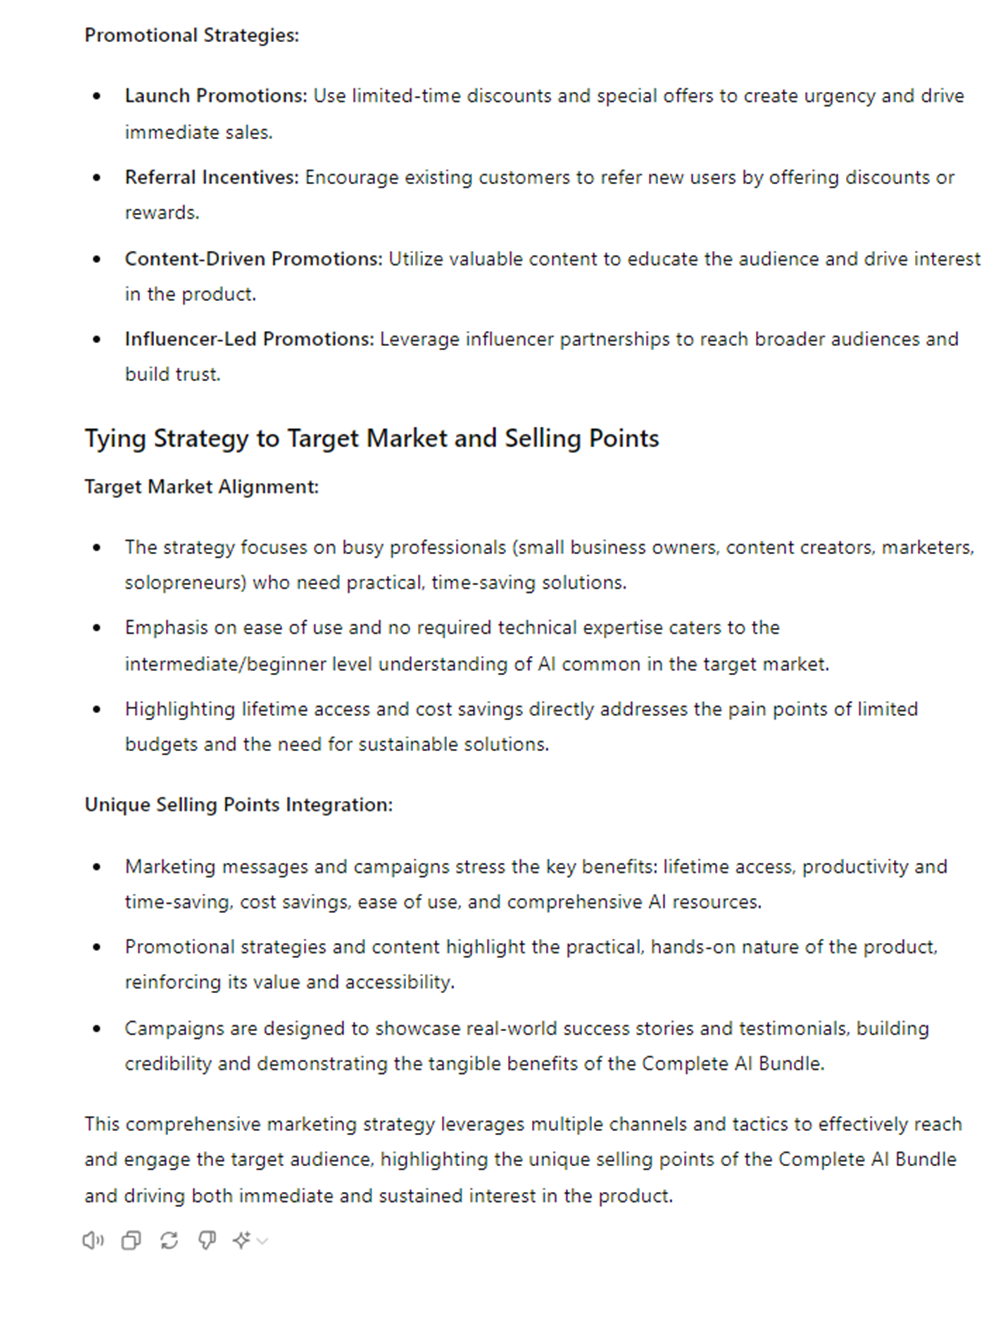 Promotional Strategies:
• Launch Promotions: Use limited-time discounts and special offers to create urgency and drive
immediate sales.
• Referral Incentives: Encourage existing customers to refer new users by offering discounts or
rewards.
• Content-Driven Promotions: Utilize valuable content to educate the audience and drive interest
in the product.
• Influencer-Led Promotions: Leverage influencer partnerships to reach broader audiences and
build trust.
Tying Strategy to Target Market and Selling Points
Target Market Alignment:
• The strategy focuses on busy professionals (small business owners, content creators, marketers,
solopreneurs) who need practical, time-saving solutions.
• Emphasis on ease of use and no required technical expertise caters to the
intermediate/beginner level understanding of AI common in the target market.
• Highlighting lifetime access and cost savings directly addresses the pain points of limited
budgets and the need for sustainable solutions.
Unique Selling Points Integration:
• Marketing messages and campaigns stress the key benefits: lifetime access, productivity and
time-saving, cost savings, ease of use, and comprehensive AI resources.
• Promotional strategies and content highlight the practical, hands-on nature of the product,
reinforcing its value and accessibility.
• Campaigns are designed to showcase real-world success stories and testimonials, building
credibility and demonstrating the tangible benefits of the Complete AI Bundle.
This comprehensive marketing strategy leverages multiple channels and tactics to effectively reach
and engage the target audience, highlighting the unique selling points of the Complete AI Bundle
and driving both immediate and sustained interest in the product.